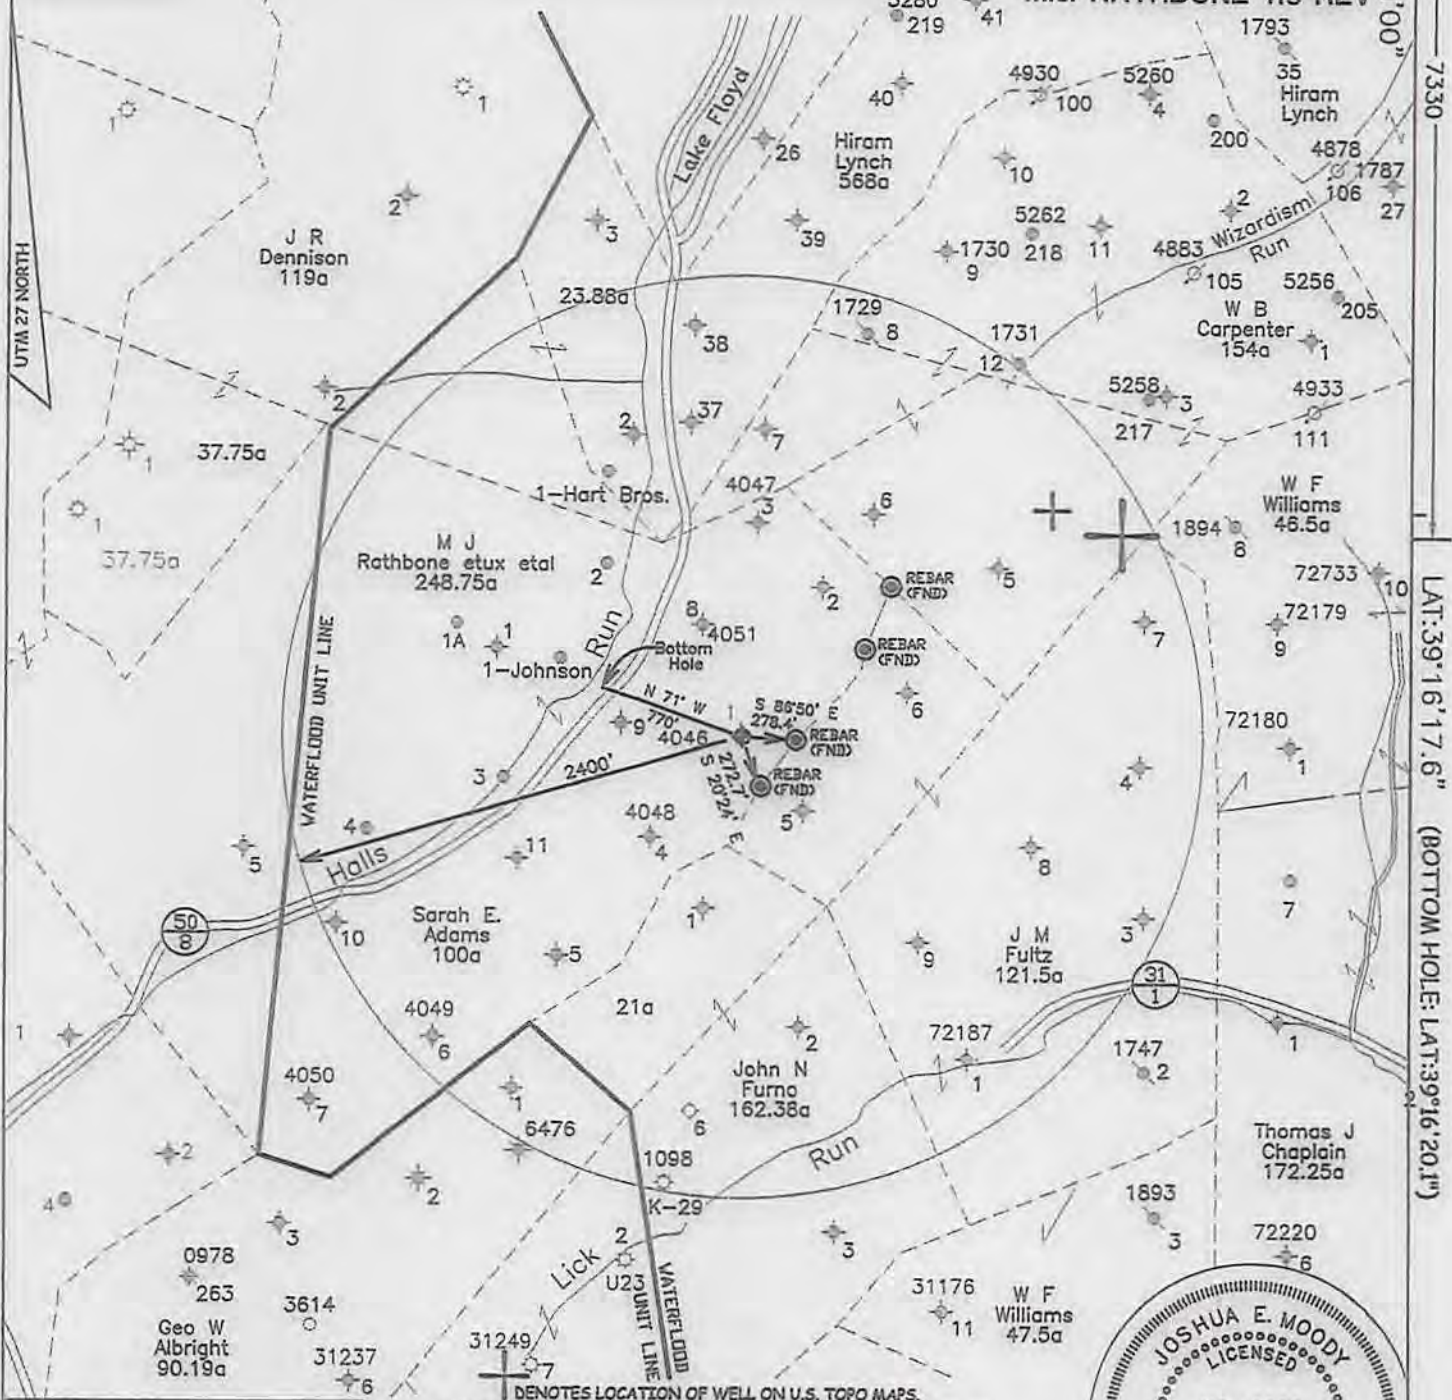 5280
219
41
1793
35
Hiram
Lynch
'00"
7330
4930
100
5260
4
200
4878
106
1787
27
40
26
Hiram
Lynch
568a
10
5262
218
11
2
Wizardism
Run
4883
105
5256
205
W B
Carpenter
154a
1
1
1
2
J R
Dennison
119a
3
Lake Floyd
39
1730
9
UTM 27 NORTH
23.88a
38
1729
8
1731
12
5258
3
217
4933
111
2
37.75a
1
1
37.75a
2
37
7
1-Hart Bros.
4047
3
6
W F
Williams
46.5a
1894
8
72733
10
72179
9
M J
Rathbone etux etal
248.75a
2
2
REBAR
(FND)
5
7
1A
1
1-Johnson
Run
8
4051
Bottom
Hole
REBAR
(FND)
6
WATERFLOOD UNIT LINE
N 71° W
770'
9
4046
1
S 86°50' E
278.4'
REBAR
(FND)
72180
1
2400'
3
272.7'
S 20°24' E
REBAR
(FND)
5
4
4
Halls
5
4048
4
11
8
7
LAT:39°16'17.6" (BOTTOM HOLE: LAT:39°16'20.1")
50
8
10
Sarah E.
Adams
100a
5
1
9
J M
Fultz
121.5a
3
31
1
1
4049
6
21a
2
72187
1
1
1747
2
4050
7
1
John N
Furno
162.38a
6
6476
Run
2
4
2
1098
K-29
Thomas J
Chaplain
172.25a
1893
3
3
0978
263
3614
Geo W
Albright
90.19a
31237
6
2
U23
Lick
WATERFLOOD
UNIT LINE
3
31176
11
W F
Williams
47.5a
72220
6
31249
7
DENOTES LOCATION OF WELL ON U.S. TOPO MAPS.
JOSHUA E. MOODY
LICENSED